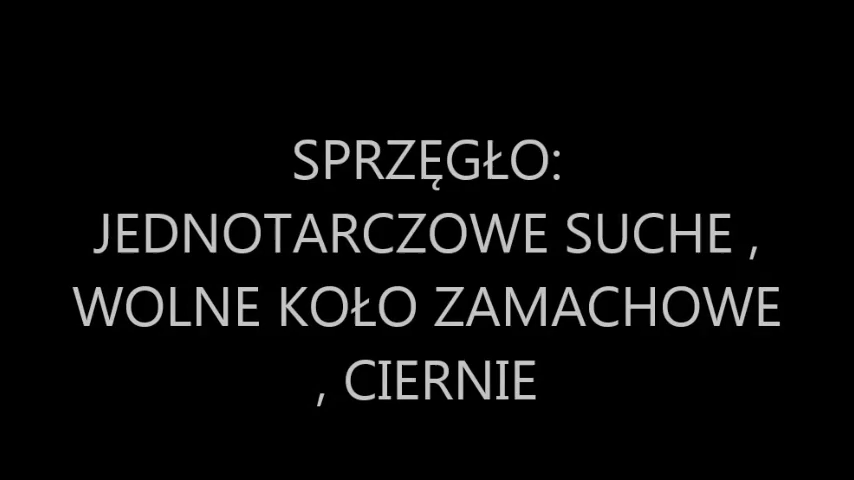 SPRZĘGŁO:
JEDNOTARCZOWE SUCHE ,
WOLNE KOŁO ZAMACHOWE
, CIERNIE